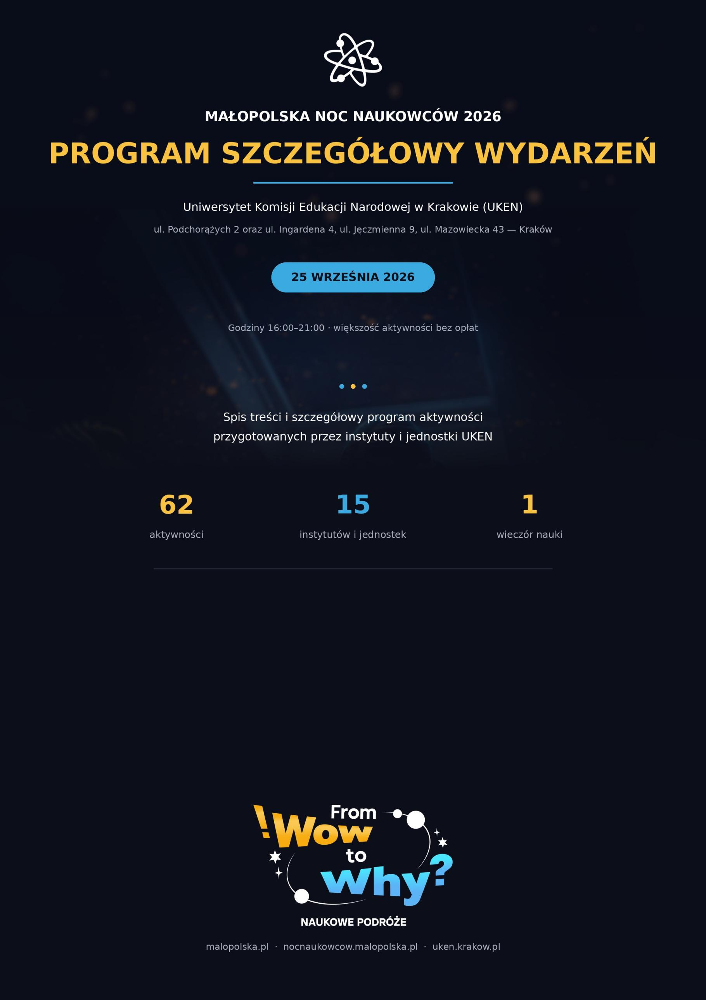 MAŁOPOLSKA NOC NAUKOWCÓW 2026
PROGRAM SZCZEGÓŁOWY WYDARZEŃ
Uniwersytet Komisji Edukacji Narodowej w Krakowie (UKEN)
ul. Podchorążych 2 oraz ul. Ingardena 4, ul. Jęczmienna 9, ul. Mazowiecka 43 — Kraków
25 WRZEŚNIA 2026
Godziny 16:00–21:00 · większość aktywności bez opłat
Spis treści i szczegółowy program aktywności
przygotowanych przez instytuty i jednostki UKEN
62 15 1
aktywności instytutów i jednostek wieczór nauki
From
!Wow
to
why?
NAUKOWE PODRÓŻE
malopolska.pl · nocnaukowcow.malopolska.pl · uken.krakow.pl